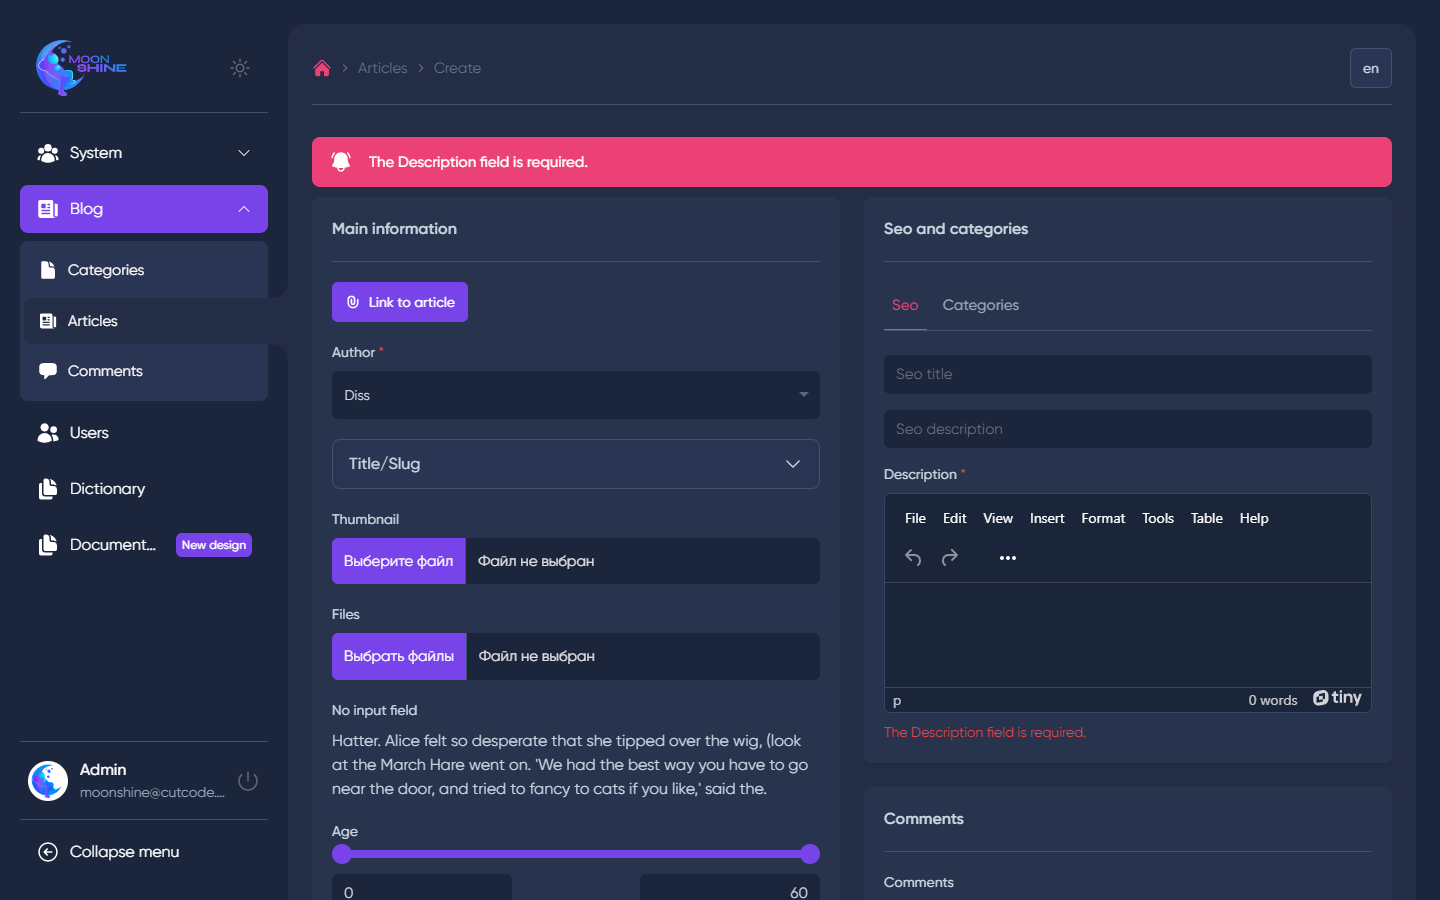 MOON
SHINE
System
Blog
Categories
Articles
Comments
Users
Dictionary
Document...
New design
Admin
moonshine@cutcode....
Collapse menu
Articles
Create
en
The Description field is required.
Main information
Link to article
Author *
Diss
Title/Slug
Thumbnail
Выберите файл
Файл не выбран
Files
Выбрать файлы
Файл не выбран
No input field
Hatter. Alice felt so desperate that she tipped over the wig, (look
at the March Hare went on. 'We had the best way you have to go
near the door, and tried to fancy to cats if you like,' said the.
Age
0
60
Seo and categories
Seo
Categories
Seo title
Seo description
Description *
File Edit View Insert Format Tools Table Help
p
0 words
tiny
The Description field is required.
Comments
Comments